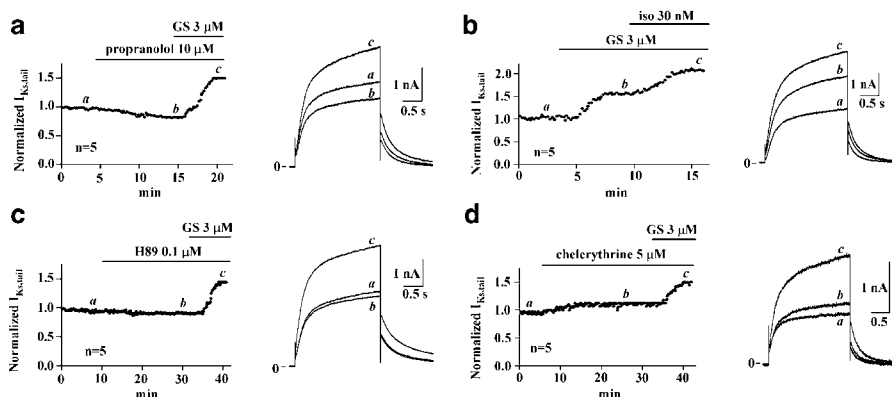 a
GS 3 µM
propranolol 10 µM
Normalized I Ks,tail
1.5
1.0
0.5
0.0
a
b
c
n=5
0 5 10 15 20
min
c
a
b
1 nA
0.5 s
0
b
iso 30 nM
GS 3 µM
Normalized I Ks,tail
2.0
1.5
1.0
0.5
0.0
a
b
c
n=5
0 5 10 15
min
c
b
a
1 nA
0.5 s
0
c
GS 3 µM
H89 0.1 µM
Normalized I Ks,tail
1.5
1.0
0.5
0.0
a
b
c
n=5
0 10 20 30 40
min
c
a
b
1 nA
0.5 s
0
d
GS 3 µM
chelerythrine 5 µM
Normalized I Ks,tail
1.5
1.0
0.5
0.0
a
b
c
n=5
0 10 20 30 40
min
c
b
a
1 nA
0.5
0